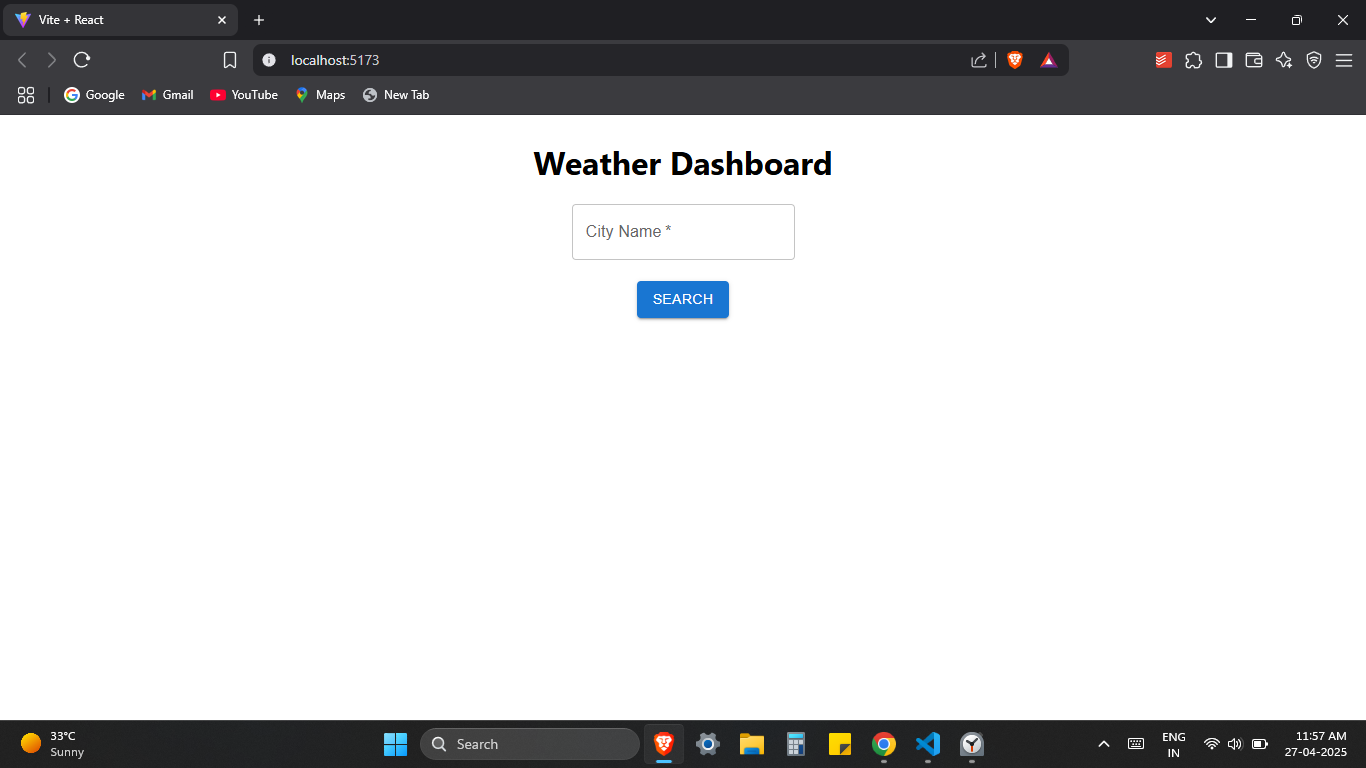 Vite + React
localhost:5173
Google
Gmail
YouTube
Maps
New Tab
Weather Dashboard
City Name *
SEARCH
33°C
Sunny
Search
ENG
IN
11:57 AM
27-04-2025